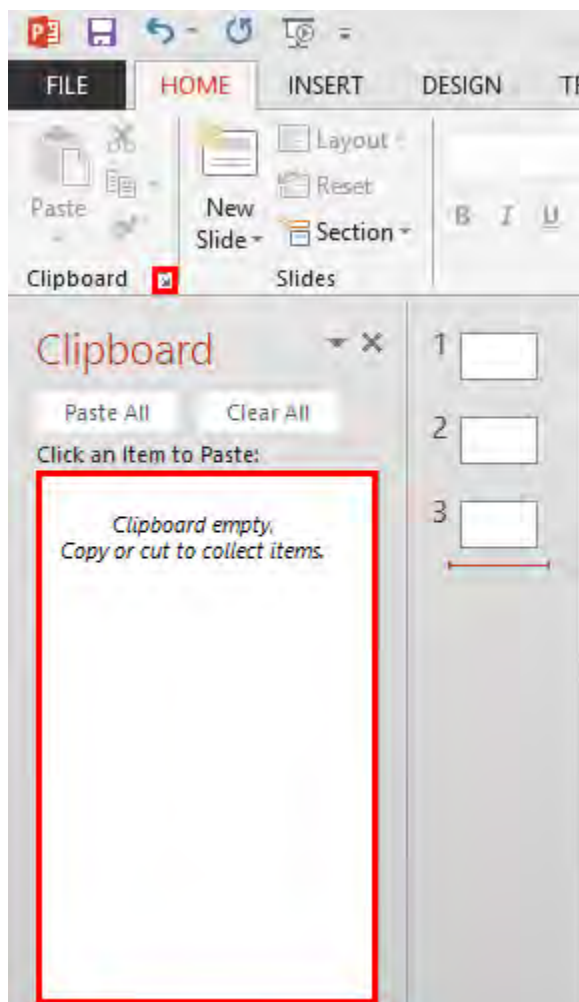 FILE HOME INSERT DESIGN
Layout
Reset
Paste
New
Slide
Section
B I U
Clipboard Slides
Clipboard
Paste All Clear All
Click an Item to Paste:
Clipboard empty.
Copy or cut to collect items.
1
2
3